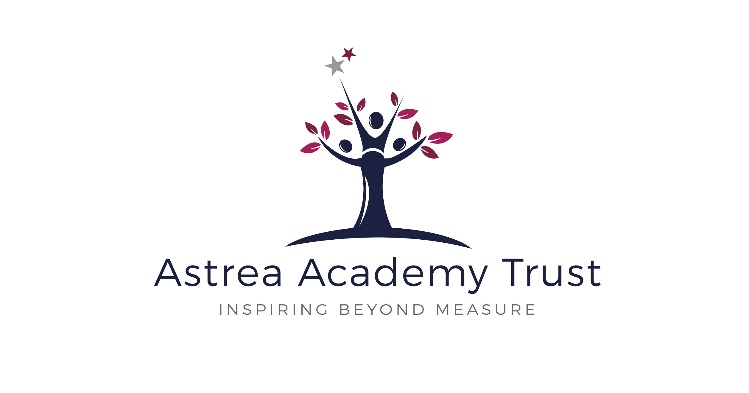 Astrea Academy Trust
INSPIRING BEYOND MEASURE